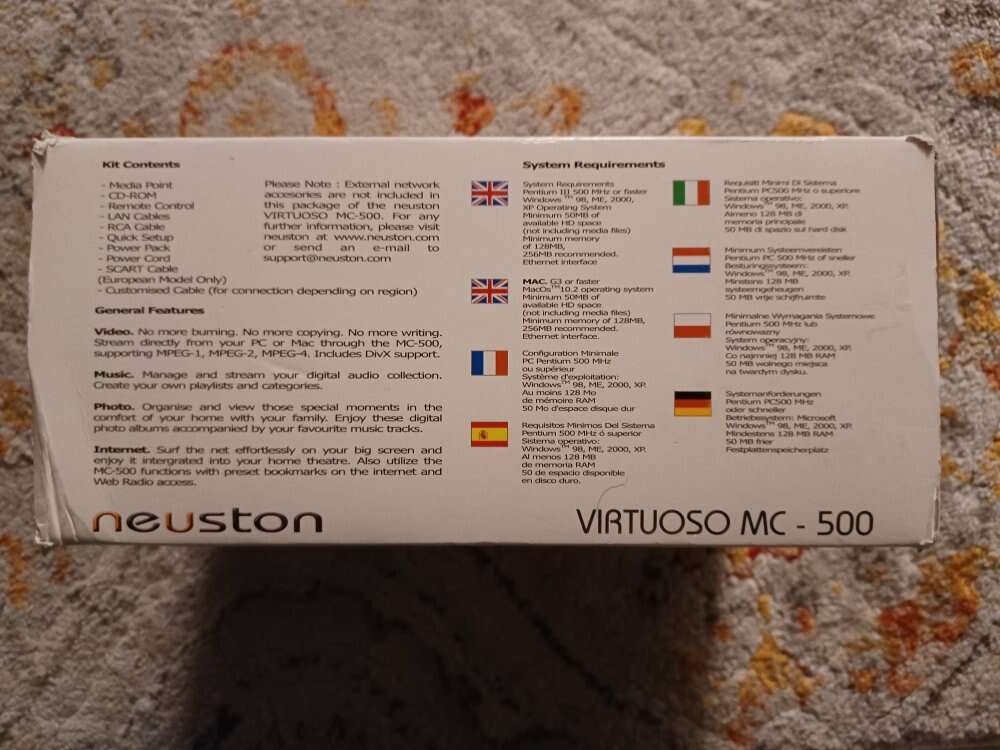 Kit Contents
- Media Point
- CD-ROM
- Remote Control
- LAN Cables
- RCA Cable
- Quick Setup
- Power Pack
- Power Cord
- SCART Cable
(European Model Only)
- Customised Cable (for connection depending on region)
Please Note : External network
accesories are not included in
this package of the neuston
VIRTUOSO MC-500. For any
further information, please visit
neuston at www.neuston.com
or send an e-mail to
support@neuston.com
General Features
Video. No more burning. No more copying. No more writing.
Stream directly from your PC or Mac through the MC-500,
supporting MPEG-1, MPEG-2, MPEG-4. Includes DivX support.
Music. Manage and stream your digital audio collection.
Create your own playlists and categories.
Photo. Organise and view those special moments in the
comfort of your home with your family. Enjoy these digital
photo albums accompanied by your favourite music tracks.
Internet. Surf the net effortlessly on your big screen and
enjoy it intergrated into your home theatre. Also utilize the
MC-500 functions with preset bookmarks on the internet and
Web Radio access.
System Requirements
System Requirements
Pentium III 500 MHz or faster
Windows™ 98, ME, 2000,
XP Operating System
Minimum 50MB of
available HD space
(not including media files)
Minimum memory
of 128MB,
256MB recommended.
Ethernet interface
MAC. G3 or faster
MacOs™10.2 operating system
Minimum 50MB of
available HD space
(not including media files)
Minimum memory of 128MB,
256MB recommended.
Ethernet interface.
Configuration Minimale
PC Pentium 500 MHz
ou supérieur
Système d'exploitation:
Windows™ 98, ME, 2000, XP.
Au moins 128 Mo
de mémoire RAM
50 Mo d'espace disque dur
Requisitos Minimos Del Sistema
Pentium 500 MHz ó superior
Sistema operativo:
Windows™ 98, ME, 2000, XP.
Al menos 128 MB
de memoria RAM
50 de espacio disponible
en disco duro.
Requisiti Minimi Di Sistema
Pentium PC500 MHz o superiore
Sistema operativo:
Windows™ 98, ME, 2000, XP.
Almeno 128 MB di
memoria principale
50 MB di spazio sul hard disk
Minimum Systeemvereisten
Pentium PC 500 MHz of sneller
Besturingssysteem:
Windows™ 98, ME, 2000, XP.
Minstens 128 MB
systeemgeheugen
50 MB vrije schijfruimte
Minimalne Wymagania Systemowe
Pentium 500 MHz lub
równoważny
System operacyjny:
Windows™ 98, ME, 2000, XP.
Co najmniej 128 MB RAM
50 MB wolnego miejsca
na twardym dysku.
Systemanforderungen
Pentium PC500 MHz
oder schneller
Betriebssystem: Microsoft
Windows™ 98, ME, 2000, XP.
Mindestens 128 MB RAM
50 MB frier
Festplattenspeicherplatz
neuston
VIRTUOSO MC - 500